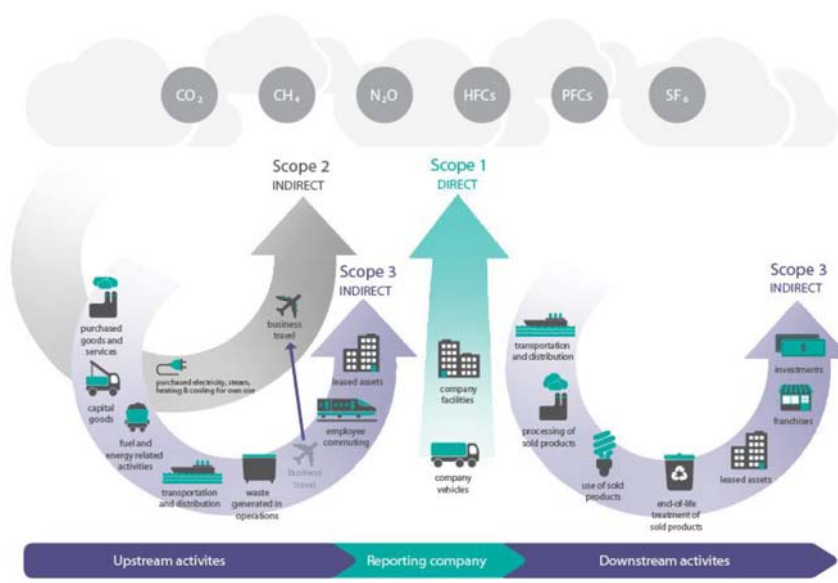 CO₂
CH₄
N₂O
HFCs
PFCs
SF₆
Scope 2
INDIRECT
Scope 1
DIRECT
Scope 3
INDIRECT
Scope 3
INDIRECT
purchased
goods and
services
capital
goods
fuel and
energy related
activities
transportation
and distribution
waste
generated in
operations
business
travel
employee
commuting
leased assets
purchased electricity, steam,
heating & cooling for own use
business
travel
company
facilities
company
vehicles
transportation
and distribution
processing of
sold products
use of sold
products
end-of-life
treatment of
sold products
leased assets
franchises
investments
Upstream activites
Reporting company
Downstream activites